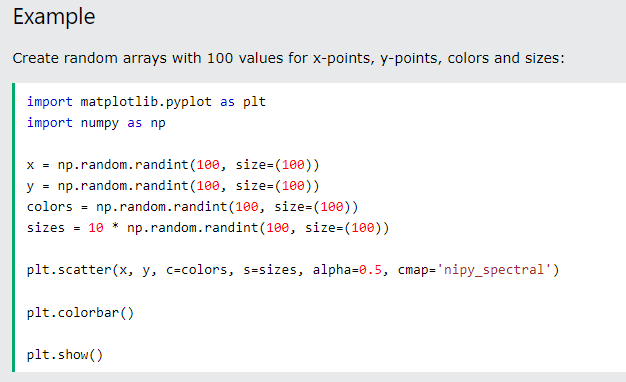 Example
Create random arrays with 100 values for x-points, y-points, colors and sizes:
import matplotlib.pyplot as plt
import numpy as np
x = np.random.randint(100, size=(100))
y = np.random.randint(100, size=(100))
colors = np.random.randint(100, size=(100))
sizes = 10 * np.random.randint(100, size=(100))
plt.scatter(x, y, c=colors, s=sizes, alpha=0.5, cmap='nipy_spectral')
plt.colorbar()
plt.show()